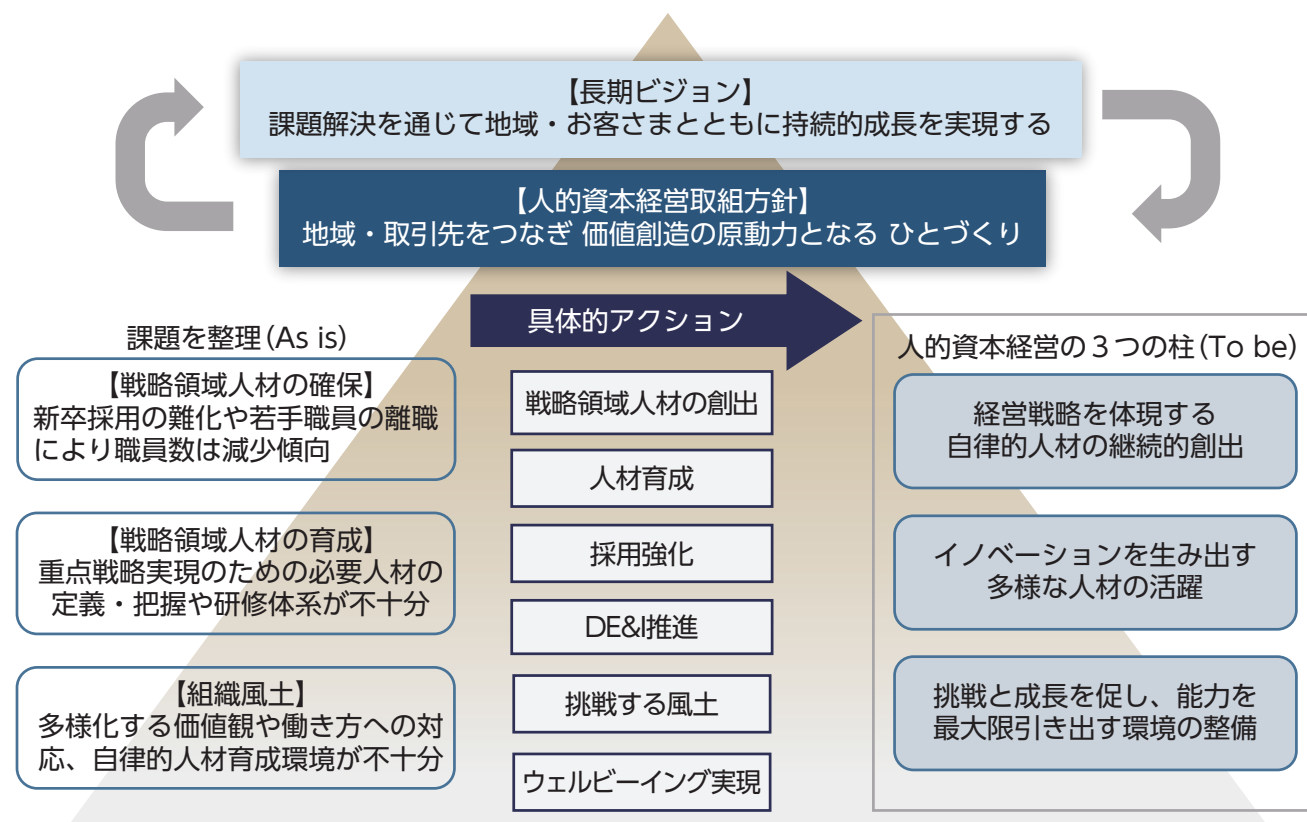 【長期ビジョン】
課題解決を通じて地域・お客さまとともに持続的成長を実現する
【人的資本経営取組方針】
地域・取引先をつなぎ 価値創造の原動力となる ひとづくり
課題を整理(As is)
【戦略領域人材の確保】
新卒採用の難化や若手職員の離職
により職員数は減少傾向
【戦略領域人材の育成】
重点戦略実現のための必要人材の
定義・把握や研修体系が不十分
【組織風土】
多様化する価値観や働き方への対
応、自律的人材育成環境が不十分
具体的アクション
戦略領域人材の創出
人材育成
採用強化
DE&I推進
挑戦する風土
ウェルビーイング実現
人的資本経営の３つの柱(To be)
経営戦略を体現する
自律的人材の継続的創出
イノベーションを生み出す
多様な人材の活躍
挑戦と成長を促し、能力を
最大限引き出す環境の整備